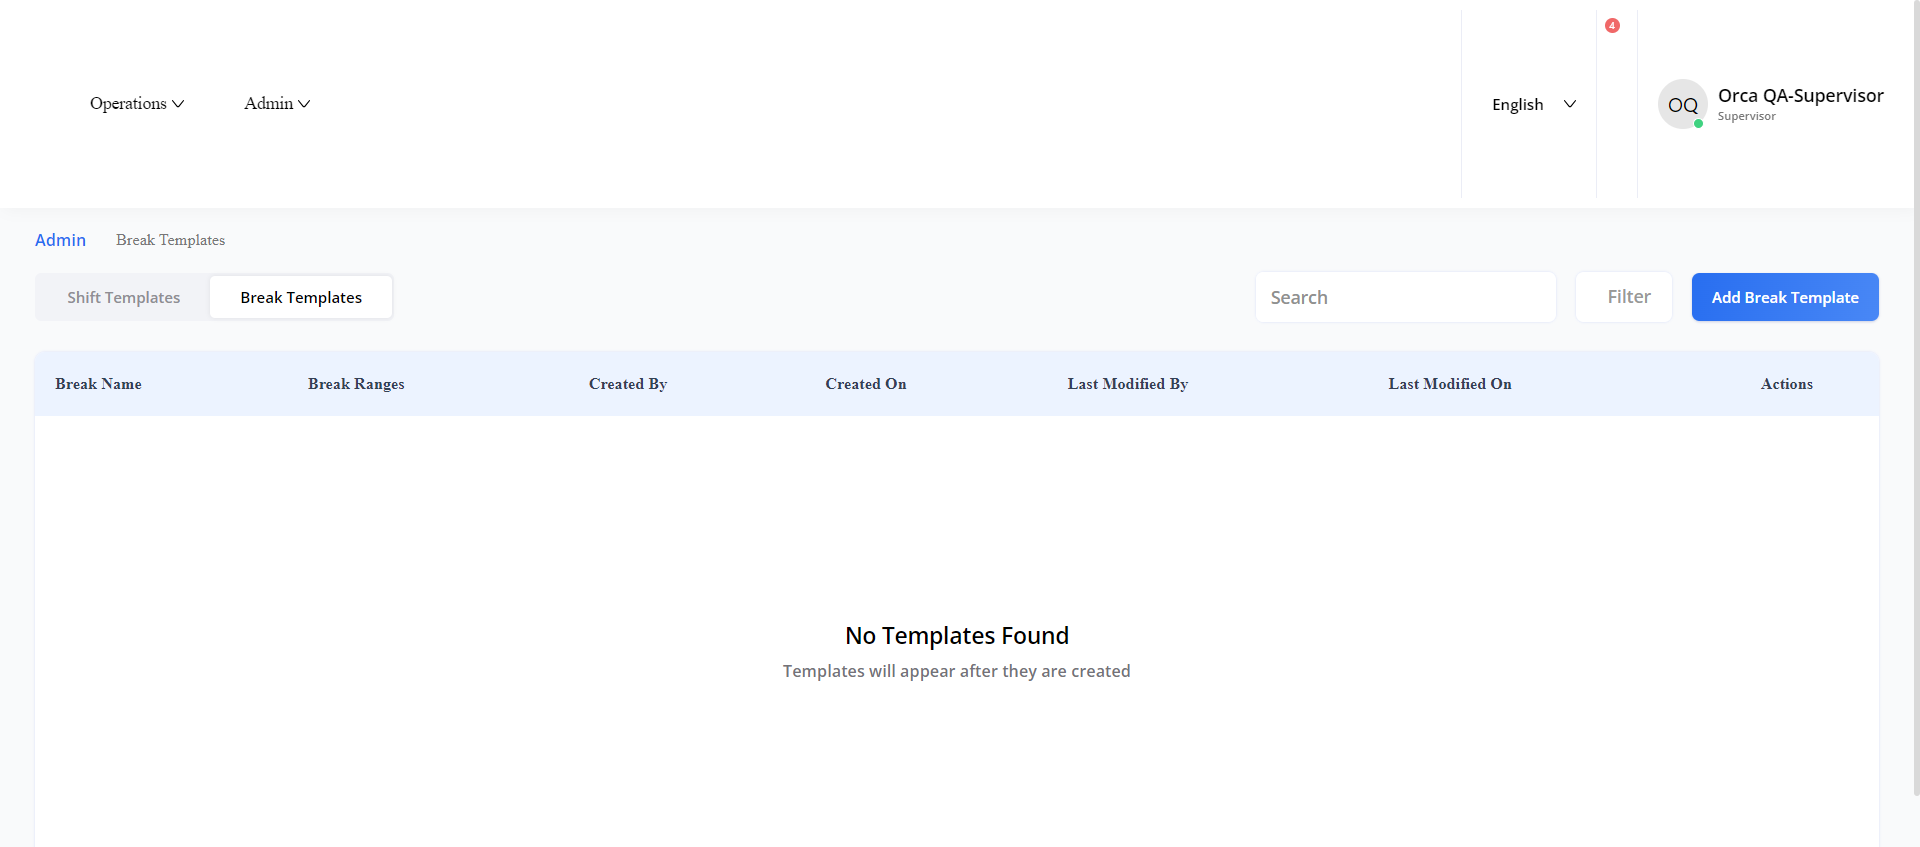 Operations
Admin
English
4
OQ
Orca QA-Supervisor
Supervisor
Admin
Break Templates
Shift Templates
Break Templates
Search
Filter
Add Break Template
Break Name
Break Ranges
Created By
Created On
Last Modified By
Last Modified On
Actions
No Templates Found
Templates will appear after they are created